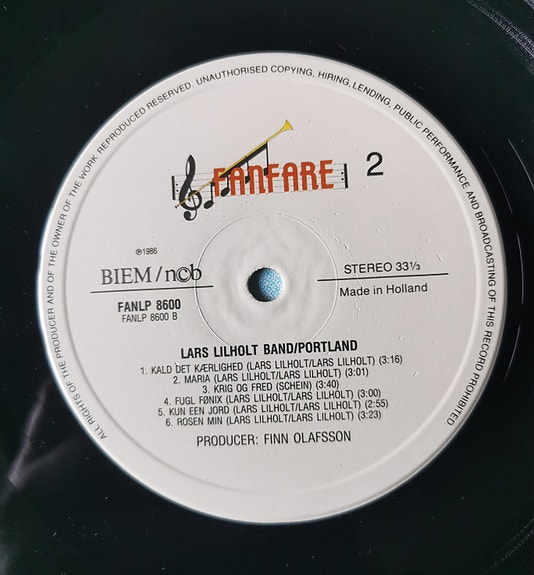 ALL RIGHTS OF THE PRODUCER AND OF THE OWNER OF THE WORK REPRODUCED RESERVED. UNAUTHORISED COPYING, HIRING, LENDING, PUBLIC PERFORMANCE AND BROADCASTING OF THIS RECORD PROHIBITED.
FANFARE
2
℗1986
BIEM/n©b
STEREO 33⅓
FANLP 8600
Made in Holland
FANLP 8600 B
LARS LILHOLT BAND/PORTLAND
1. KALD DET KÆRLIGHED (LARS LILHOLT/LARS LILHOLT) (3:16)
2. MARIA (LARS LILHOLT/LARS LILHOLT) (3:01)
3. KRIG OG FRED (SCHEIN) (3:40)
4. FUGL FØNIX (LARS LILHOLT/LARS LILHOLT) (3:00)
5. KUN EEN JORD (LARS LILHOLT/LARS LILHOLT) (2:55)
6. ROSEN MIN (LARS LILHOLT/LARS LILHOLT) (3:23)
PRODUCER: FINN OLAFSSON